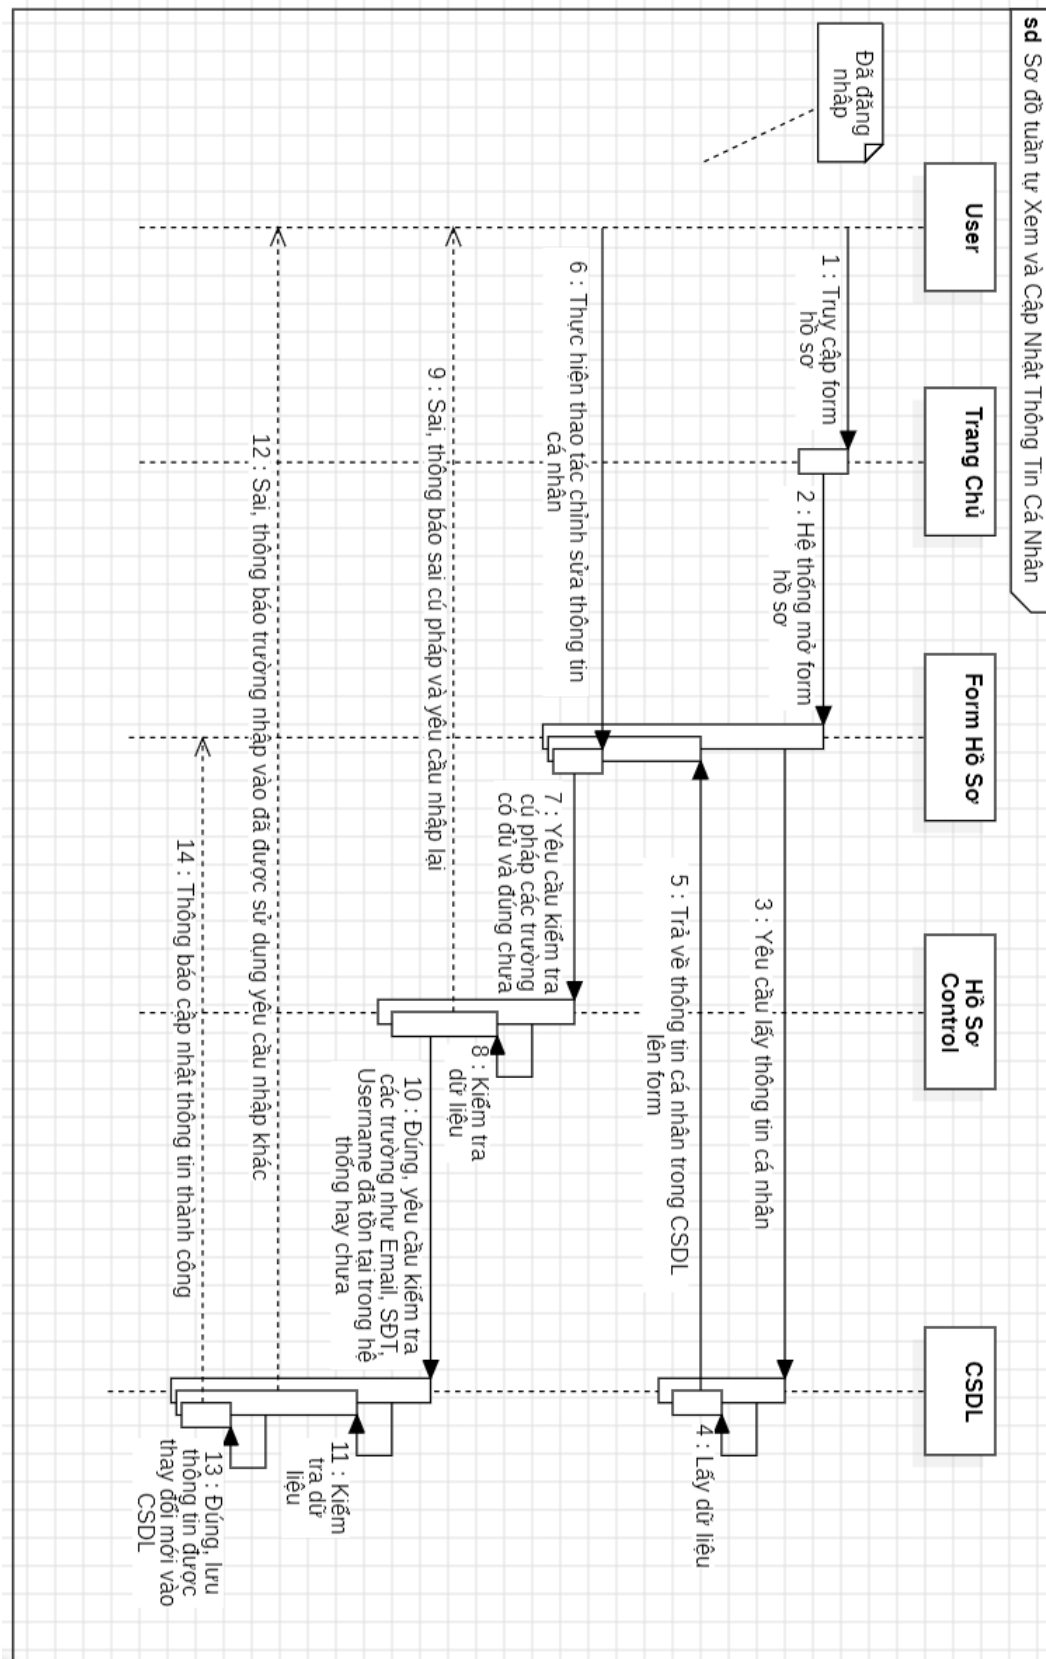 sd Sơ đồ tuần tự Xem và Cập Nhật Thông Tin Cá Nhân
Đã đăng
nhập
User
Trang Chủ
Form Hồ Sơ
Hồ Sơ
Control
CSDL
1 : Truy cập form
hồ sơ
2 : Hệ thống mở form
hồ sơ
3 : Yêu cầu lấy thông tin cá nhân
4 : Lấy dữ liệu
5 : Trả về thông tin cá nhân trong CSDL
lên form
6 : Thực hiện thao tác chỉnh sửa thông tin
cá nhân
7 : Yêu cầu kiểm tra
cú pháp các trường
có đủ và đúng chưa
8 : Kiểm tra
dữ liệu
9 : Sai, thông báo sai cú pháp và yêu cầu nhập lại
10 : Đúng, yêu cầu kiểm tra
các trường như Email, SĐT,
Username đã tồn tại trong hệ
thống hay chưa
11 : Kiểm
tra dữ
liệu
12 : Sai, thông báo trường nhập vào đã được sử dụng yêu cầu nhập khác
13 : Đúng, lưu
thông tin được
thay đổi mới vào
CSDL
14 : Thông báo cập nhật thông tin thành công